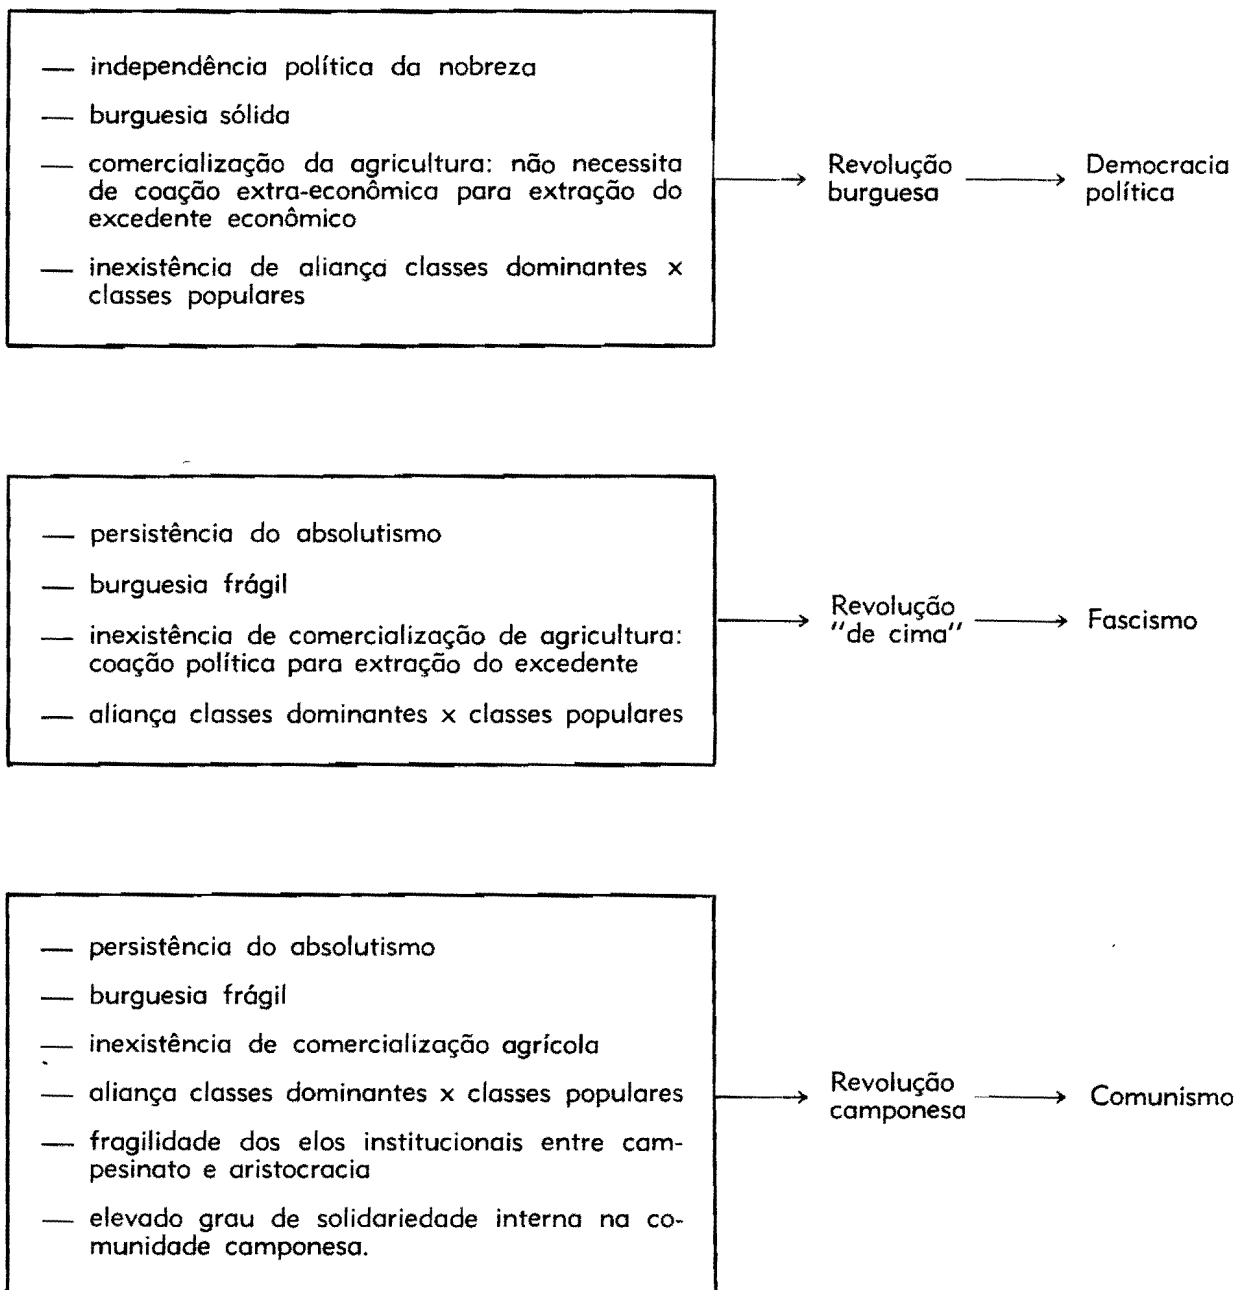 — independência política da nobreza
— burguesia sólida
— comercialização da agricultura: não necessita
de coação extra-econômica para extração do
excedente econômico
— inexistência de aliança classes dominantes x
classes populares
Revolução
burguesa
Democracia
política
— persistência do absolutismo
— burguesia frágil
— inexistência de comercialização de agricultura:
coação política para extração do excedente
— aliança classes dominantes x classes populares
Revolução
"de cima"
Fascismo
— persistência do absolutismo
— burguesia frágil
— inexistência de comercialização agrícola
— aliança classes dominantes x classes populares
— fragilidade dos elos institucionais entre cam-
pesinato e aristocracia
— elevado grau de solidariedade interna na co-
munidade camponesa.
Revolução
camponesa
Comunismo